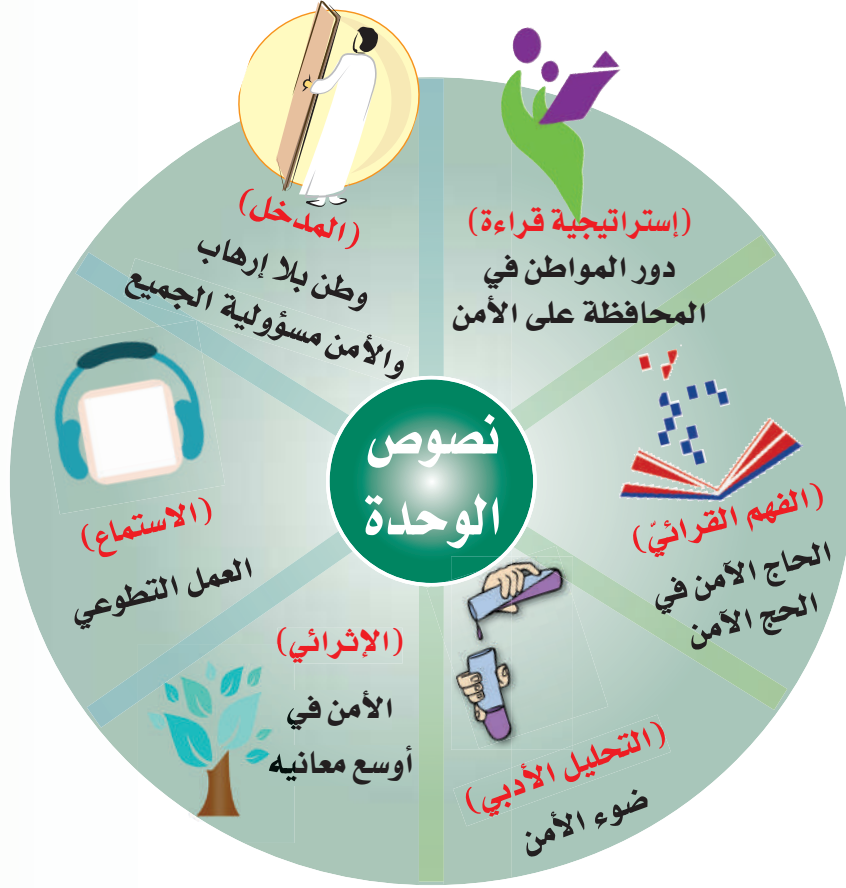 نصوص
الوحدة
(إستراتيجية قراءة)
دور المواطن في
المحافظة على الأمن
(الفهم القرائيّ)
الحاج الآمن في
الحج الآمن
(التحليل الأدبي)
ضوء الأمن
(الإثرائي)
الأمن في
أوسع معانيه
(الاستماع)
العمل التطوعي
(المدخل)
وطن بلا إرهاب
والأمن مسؤولية الجميع